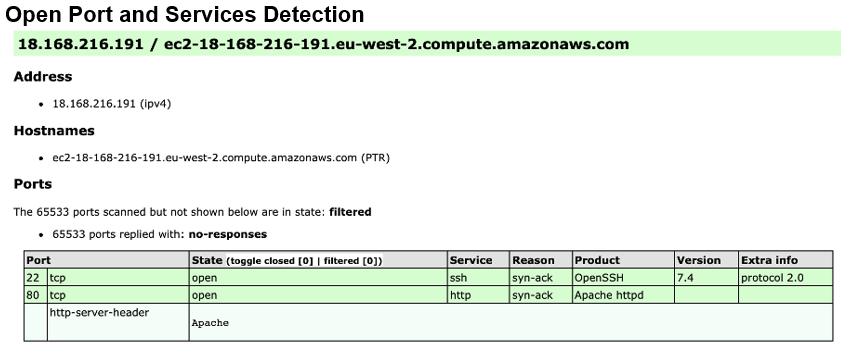 Open Port and Services Detection
18.168.216.191 / ec2-18-168-216-191.eu-west-2.compute.amazonaws.com
Address
• 18.168.216.191 (ipv4)
Hostnames
• ec2-18-168-216-191.eu-west-2.compute.amazonaws.com (PTR)
Ports
The 65533 ports scanned but not shown below are in state: filtered
• 65533 ports replied with: no-responses
Port State (toggle closed [0] | filtered [0]) Service Reason Product Version Extra info
22 tcp open ssh syn-ack OpenSSH 7.4 protocol 2.0
80 tcp open http syn-ack Apache httpd
http-server-header
Apache